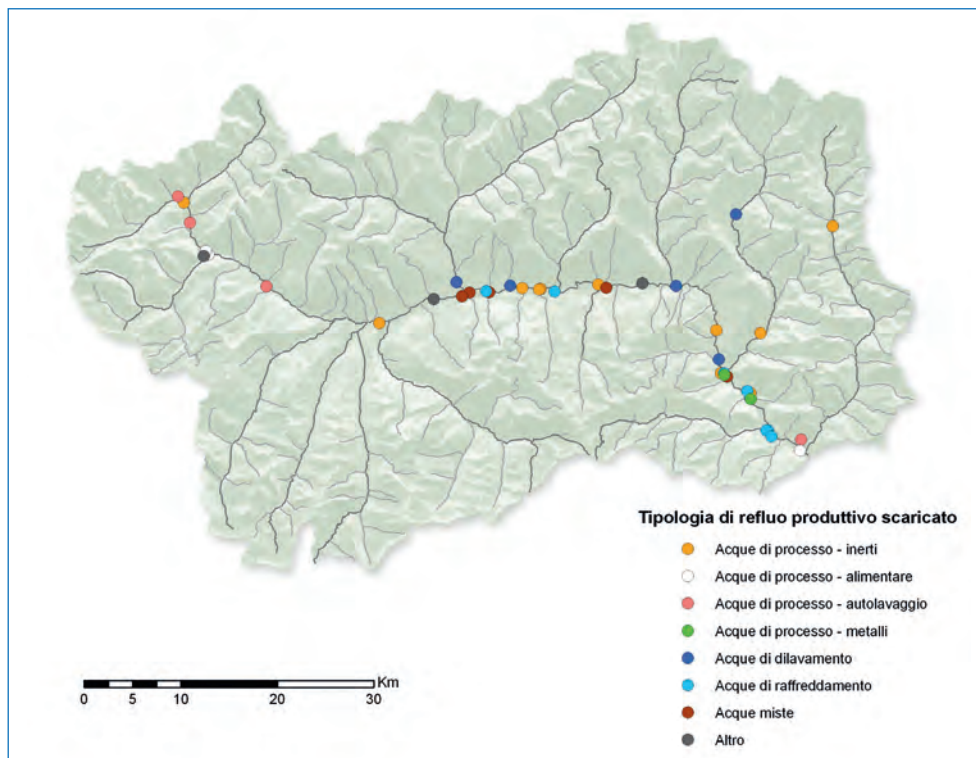 Tipologia di refluo produttivo scaricato
Acque di processo - inerti
Acque di processo - alimentare
Acque di processo - autolavaggio
Acque di processo - metalli
Acque di dilavamento
Acque di raffreddamento
Acque miste
Altro
Km
0 5 10 20 30